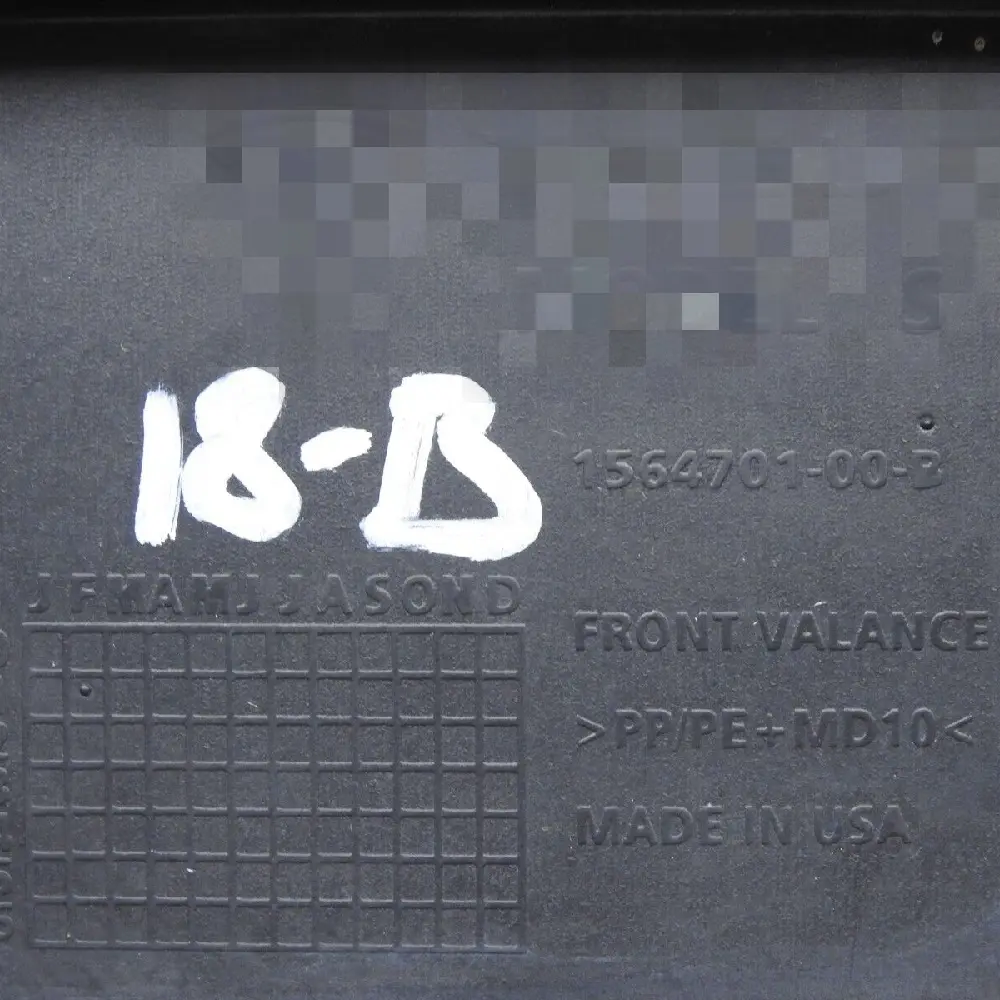 18-B
1564701-00-B
J F M A M J J A S O N D
FRONT VALANCE
>PP/PE+MD10<
MADE IN USA